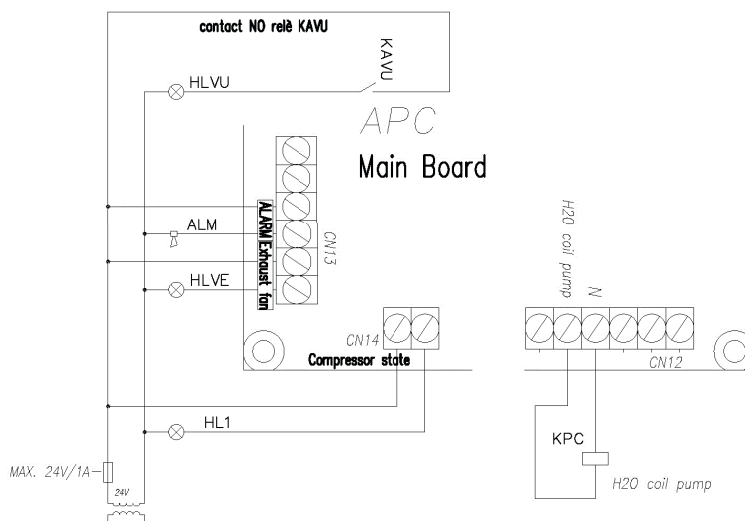 contact NO relè KAVU
KAVU
HLVU
APC
Main Board
ALARM
Exhaust fan
ALM
CN13
HLVE
H20 coil pump
N
CN14
Compressor state
CN12
HL1
KPC
MAX. 24V/1A
24V
H2O coil pump